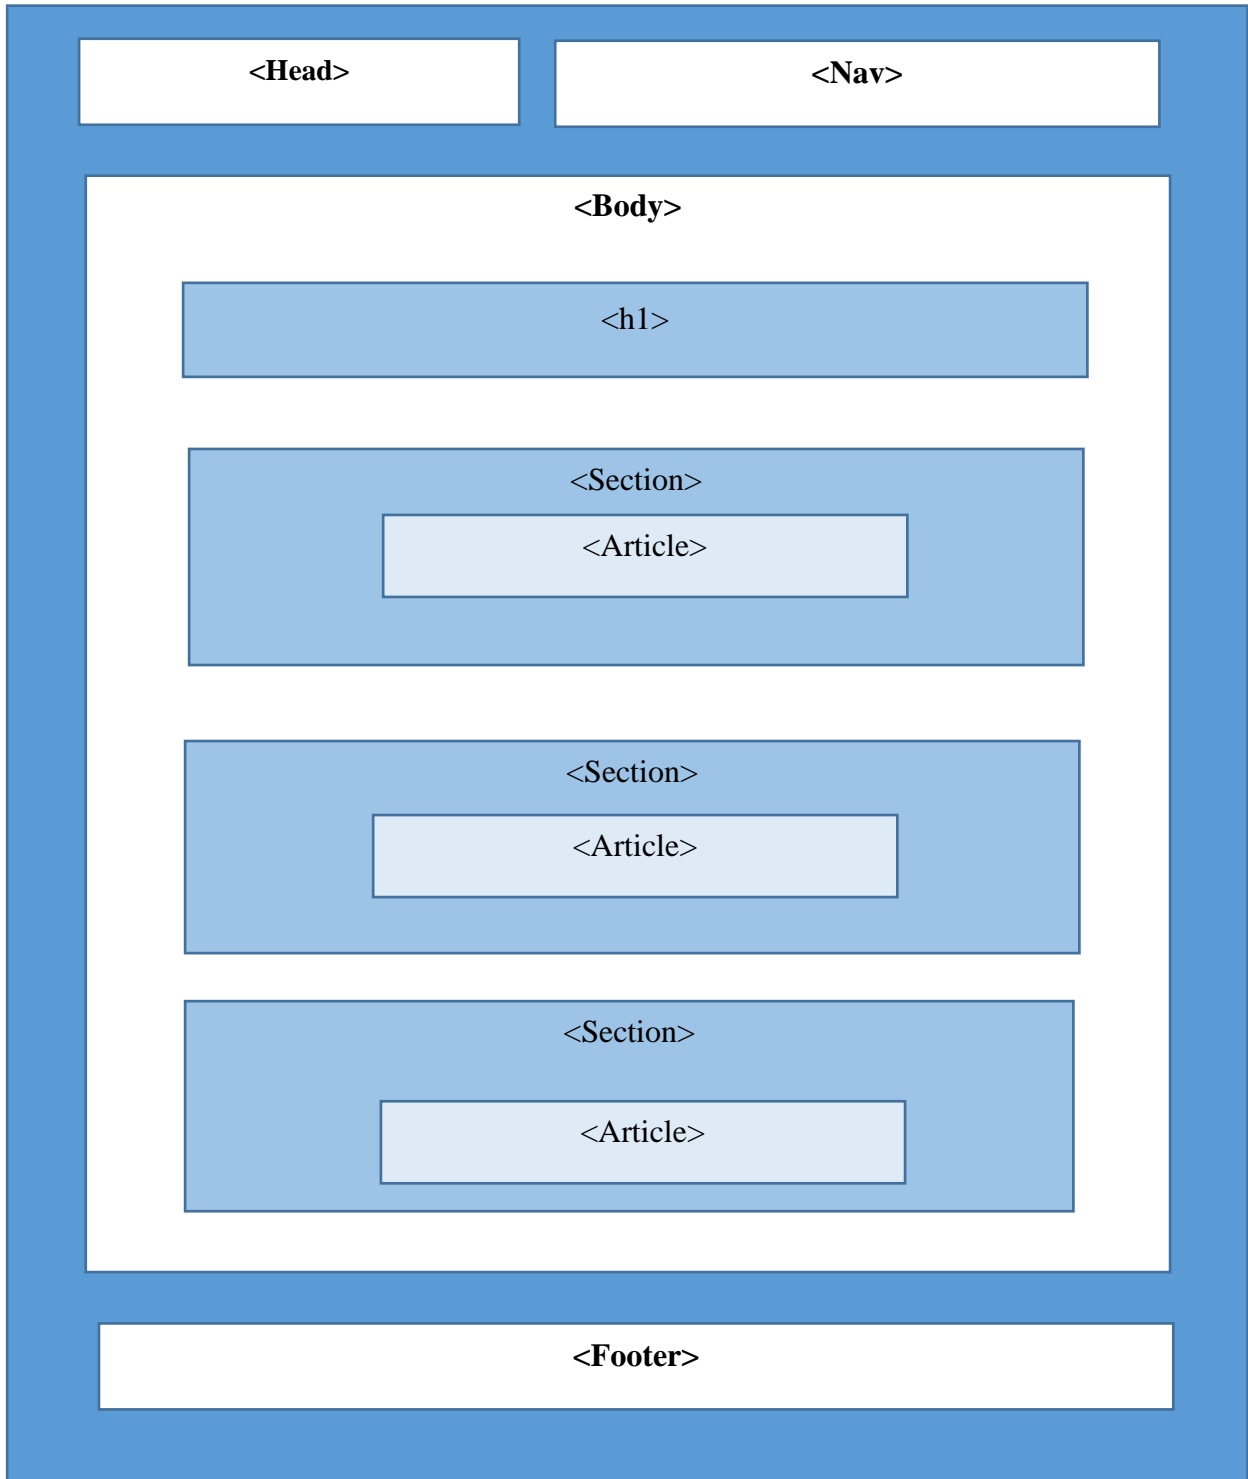 <Head>
<Nav>
<Body>
<h1>
<Section>
<Article>
<Section>
<Article>
<Section>
<Article>
<Footer>